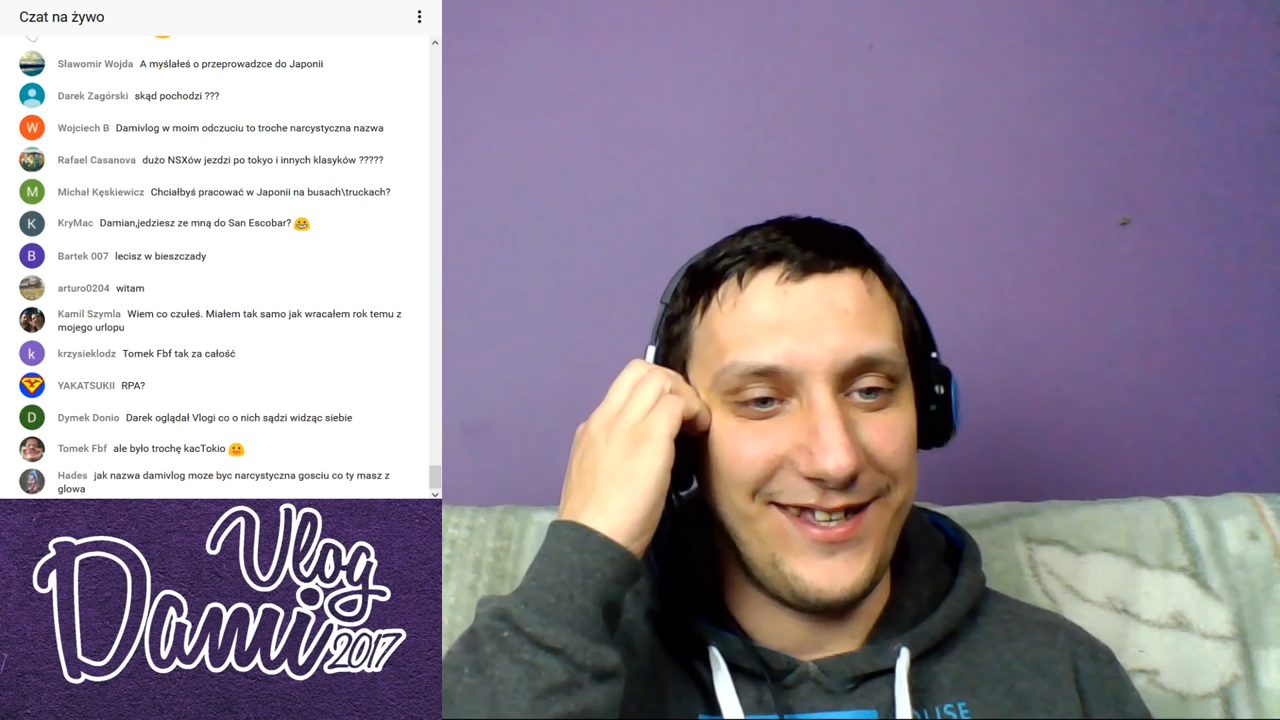 Czat na żywo
Sławomir Wojda A myślałeś o przeprowadzce do Japonii
Darek Zagórski skąd pochodzi ???
W Wojciech B Damivlog w moim odczuciu to troche narcystyczna nazwa
Rafael Casanova dużo NSXów jezdzi po tokyo i innych klasyków ?????
M Michał Kęskiewicz Chciałbyś pracować w Japonii na busach\truckach?
K KryMac Damian,jedziesz ze mną do San Escobar? 😁
B Bartek 007 lecisz w bieszczady
arturo0204 witam
Kamil Szymla Wiem co czułeś. Miałem tak samo jak wracałem rok temu z
mojego urlopu
k krzysieklodz Tomek Fbf tak za całość
YAKATSUKII RPA?
D Dymek Donio Darek oglądał Vlogi co o nich sądzi widząc siebie
Tomek Fbf ale było trochę kacTokio 🙂
Hades jak nazwa damivlog moze byc narcystyczna gosciu co ty masz z
glowa
Vlog
Dami
2017